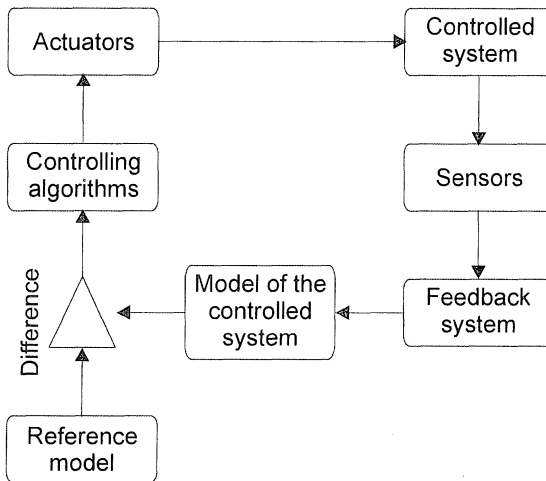 Actuators
Controlled
system
Controlling
algorithms
Sensors
Difference
Model of the
controlled
system
Feedback
system
Reference
model